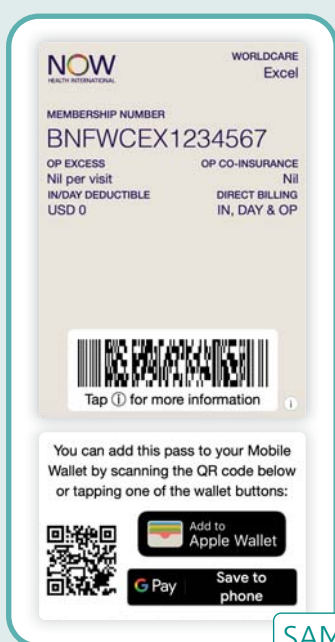 NOW
HEALTH INTERNATIONAL
WORLDCARE
Excel
MEMBERSHIP NUMBER
BNFWCEX1234567
OP EXCESS
Nil per visit
OP CO-INSURANCE
Nil
IN/DAY DEDUCTIBLE
USD 0
DIRECT BILLING
IN, DAY & OP
Tap ⓘ for more information
You can add this pass to your Mobile
Wallet by scanning the QR code below
or tapping one of the wallet buttons:
Add to
Apple Wallet
G Pay
Save to
phone
SAM